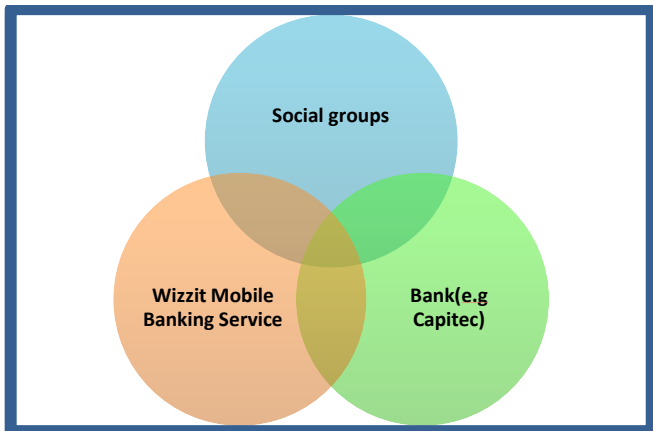 Social groups
Wizzit Mobile
Banking Service
Bank(e.g
Capitec)